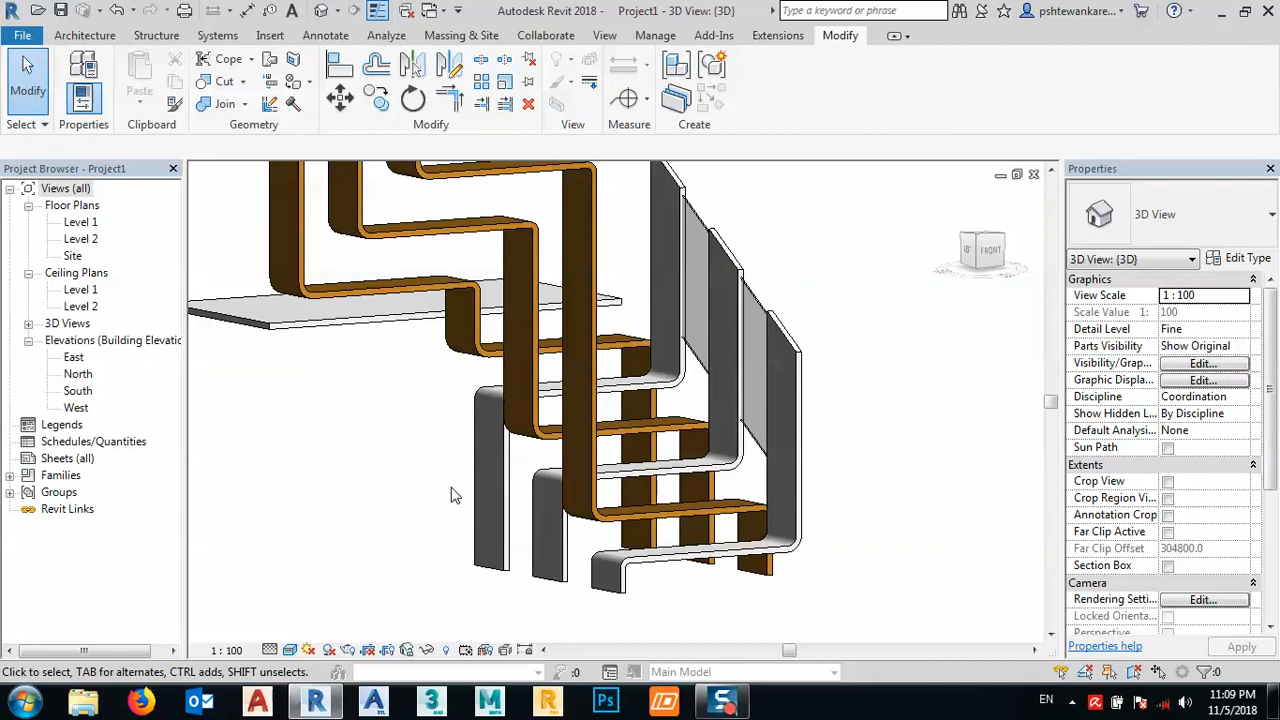 Autodesk Revit 2018 - Project1 - 3D View: {3D}
Type a keyword or phrase
pshtewankare...
File Architecture Structure Systems Insert Annotate Analyze Massing & Site Collaborate View Manage Add-Ins Extensions Modify
Modify
Paste
Cope
Cut
Join
Select Properties Clipboard Geometry Modify View Measure Create
Project Browser - Project1
Views (all)
Floor Plans
Level 1
Level 2
Site
Ceiling Plans
Level 1
Level 2
3D Views
Elevations (Building Elevation
East
North
South
West
Legends
Schedules/Quantities
Sheets (all)
Families
Groups
Revit Links
FRONT
Properties
3D View
3D View: {3D}
Edit Type
Graphics
View Scale 1 : 100
Scale Value 1: 100
Detail Level Fine
Parts Visibility Show Original
Visibility/Grap... Edit...
Graphic Displa... Edit...
Discipline Coordination
Show Hidden L... By Discipline
Default Analysi... None
Sun Path
Extents
Crop View
Crop Region Vi...
Annotation Crop
Far Clip Active
Far Clip Offset 304800.0
Section Box
Camera
Rendering Setti... Edit...
Locked Orienta...
Perspective
Properties help
Apply
1 : 100
Click to select, TAB for alternates, CTRL adds, SHIFT unselects.
:0
Main Model
:0
EN
11:09 PM
11/5/2018